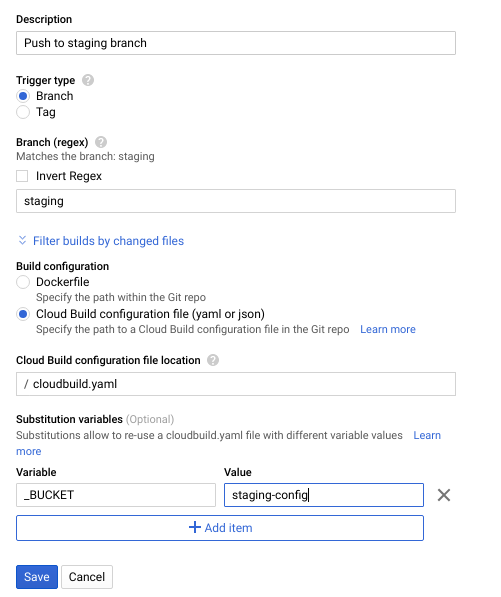 Description
Push to staging branch
Trigger type ?
Branch
Tag
Branch (regex) ?
Matches the branch: staging
Invert Regex
staging
Filter builds by changed files
Build configuration
Dockerfile
Specify the path within the Git repo
Cloud Build configuration file (yaml or json)
Specify the path to a Cloud Build configuration file in the Git repo Learn more
Cloud Build configuration file location ?
/ cloudbuild.yaml
Substitution variables (Optional)
Substitutions allow to re-use a cloudbuild.yaml file with different variable values Learn
more
Variable Value
_BUCKET staging-config
Add item
Save Cancel